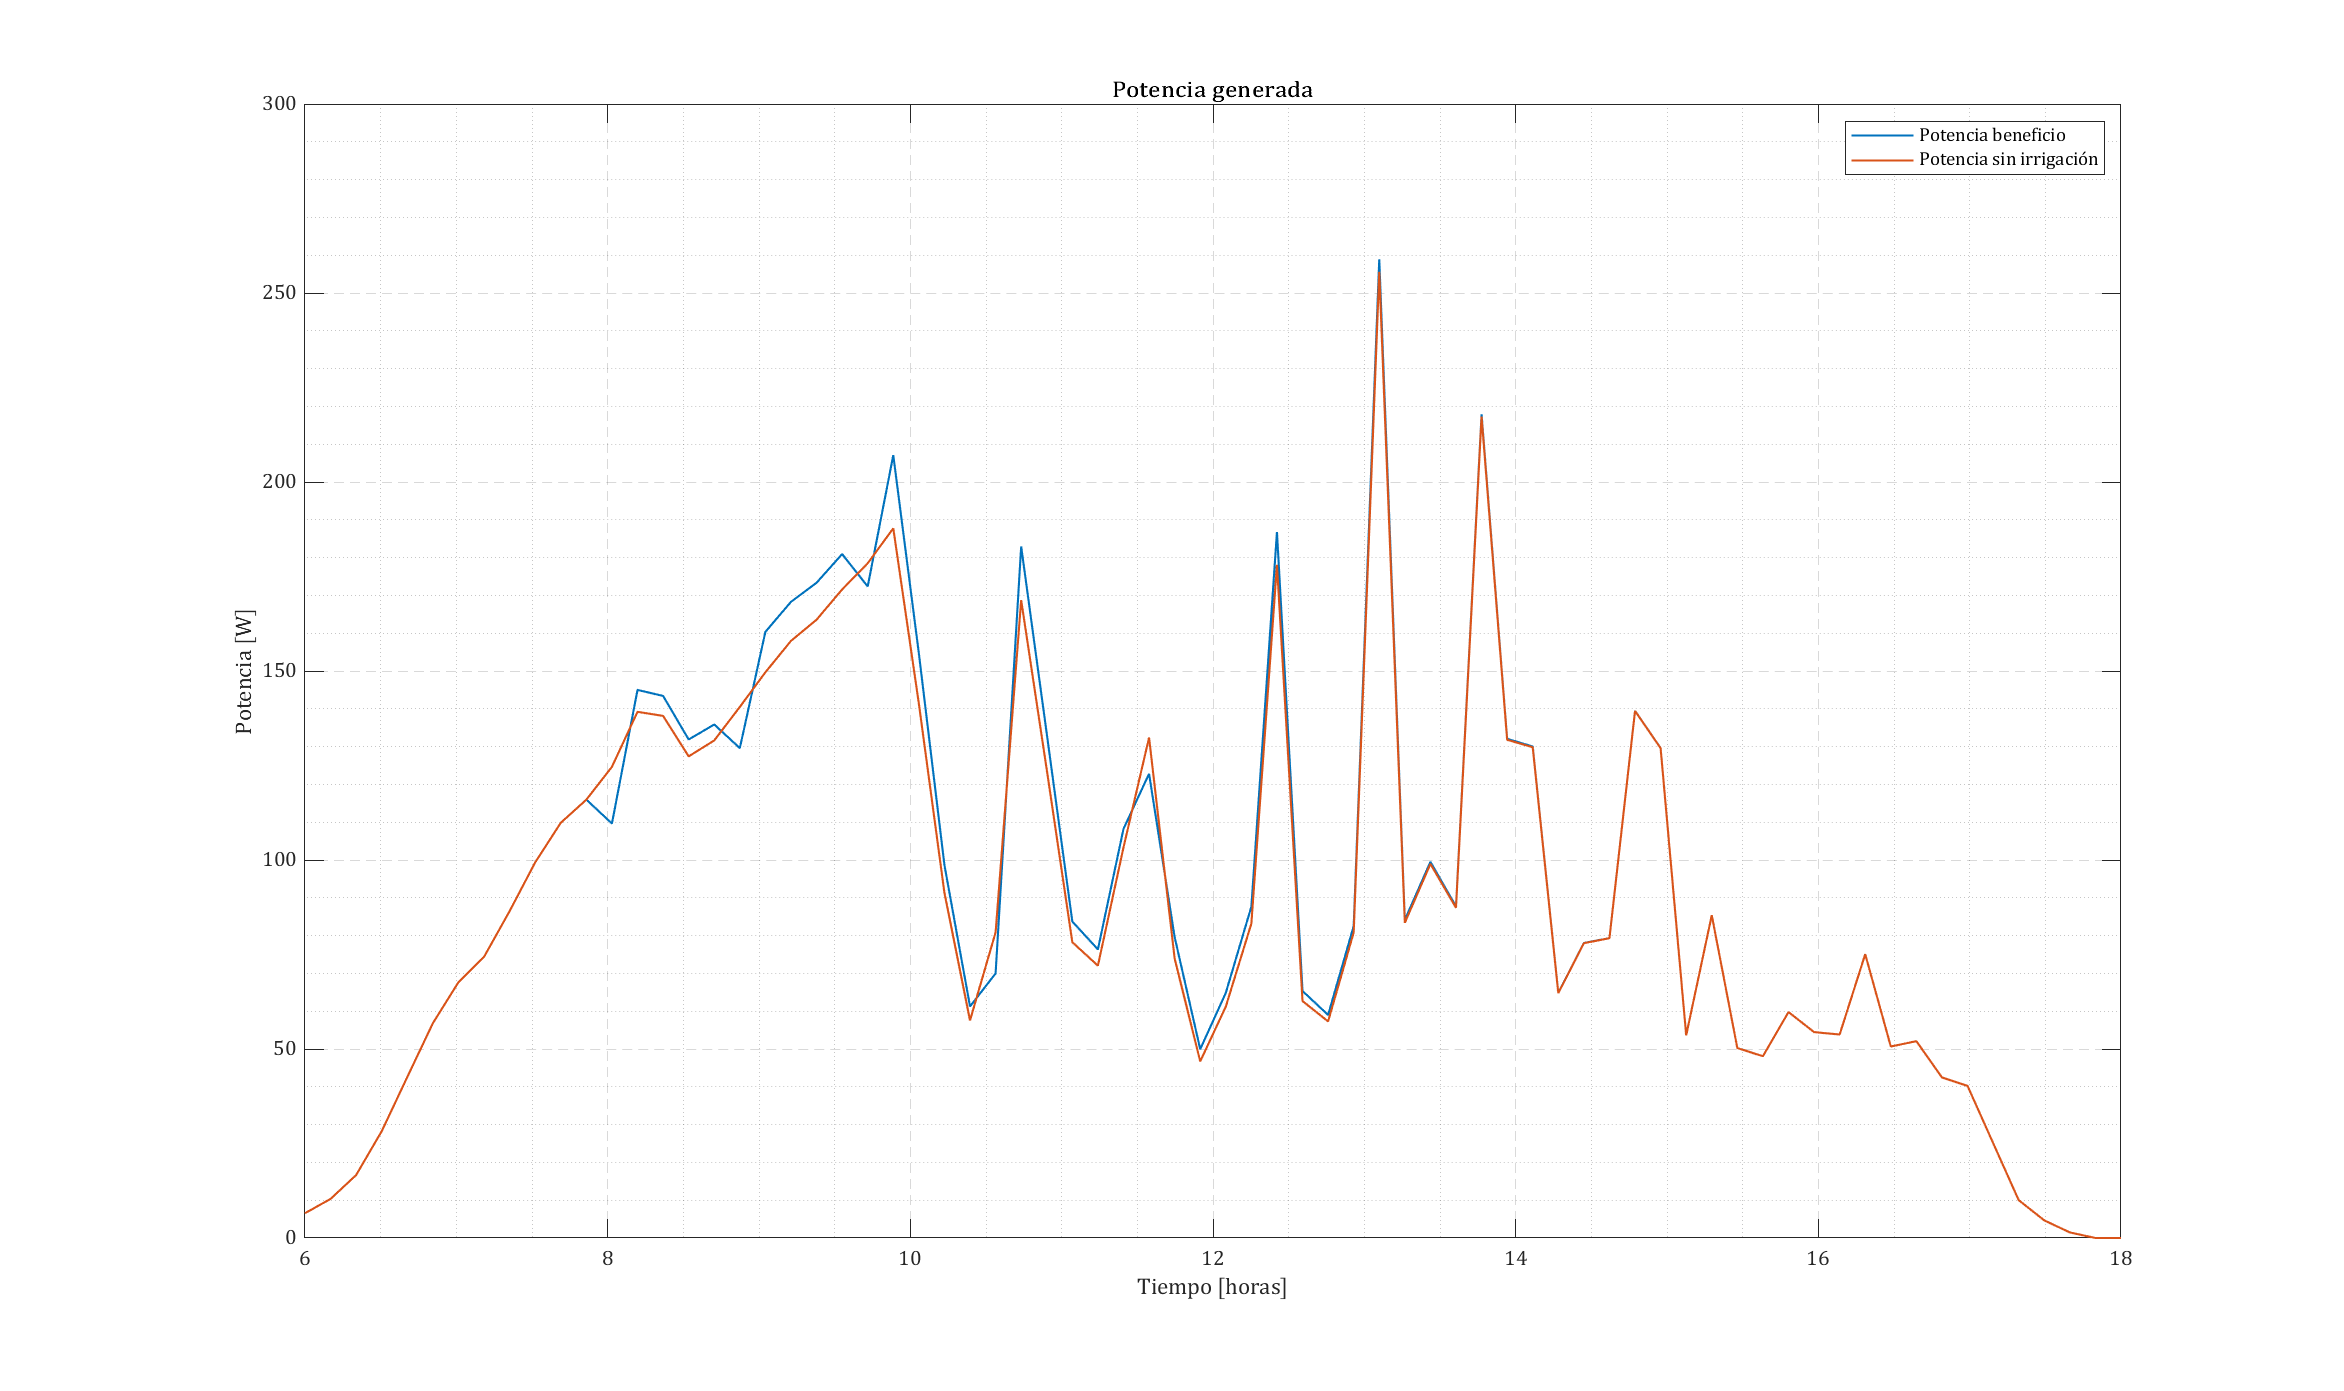 Potencia generada
300
250
200
150
100
50
0
Potencia [W]
Potencia beneficio
Potencia sin irrigación
6 8 10 12 14 16 18
Tiempo [horas]